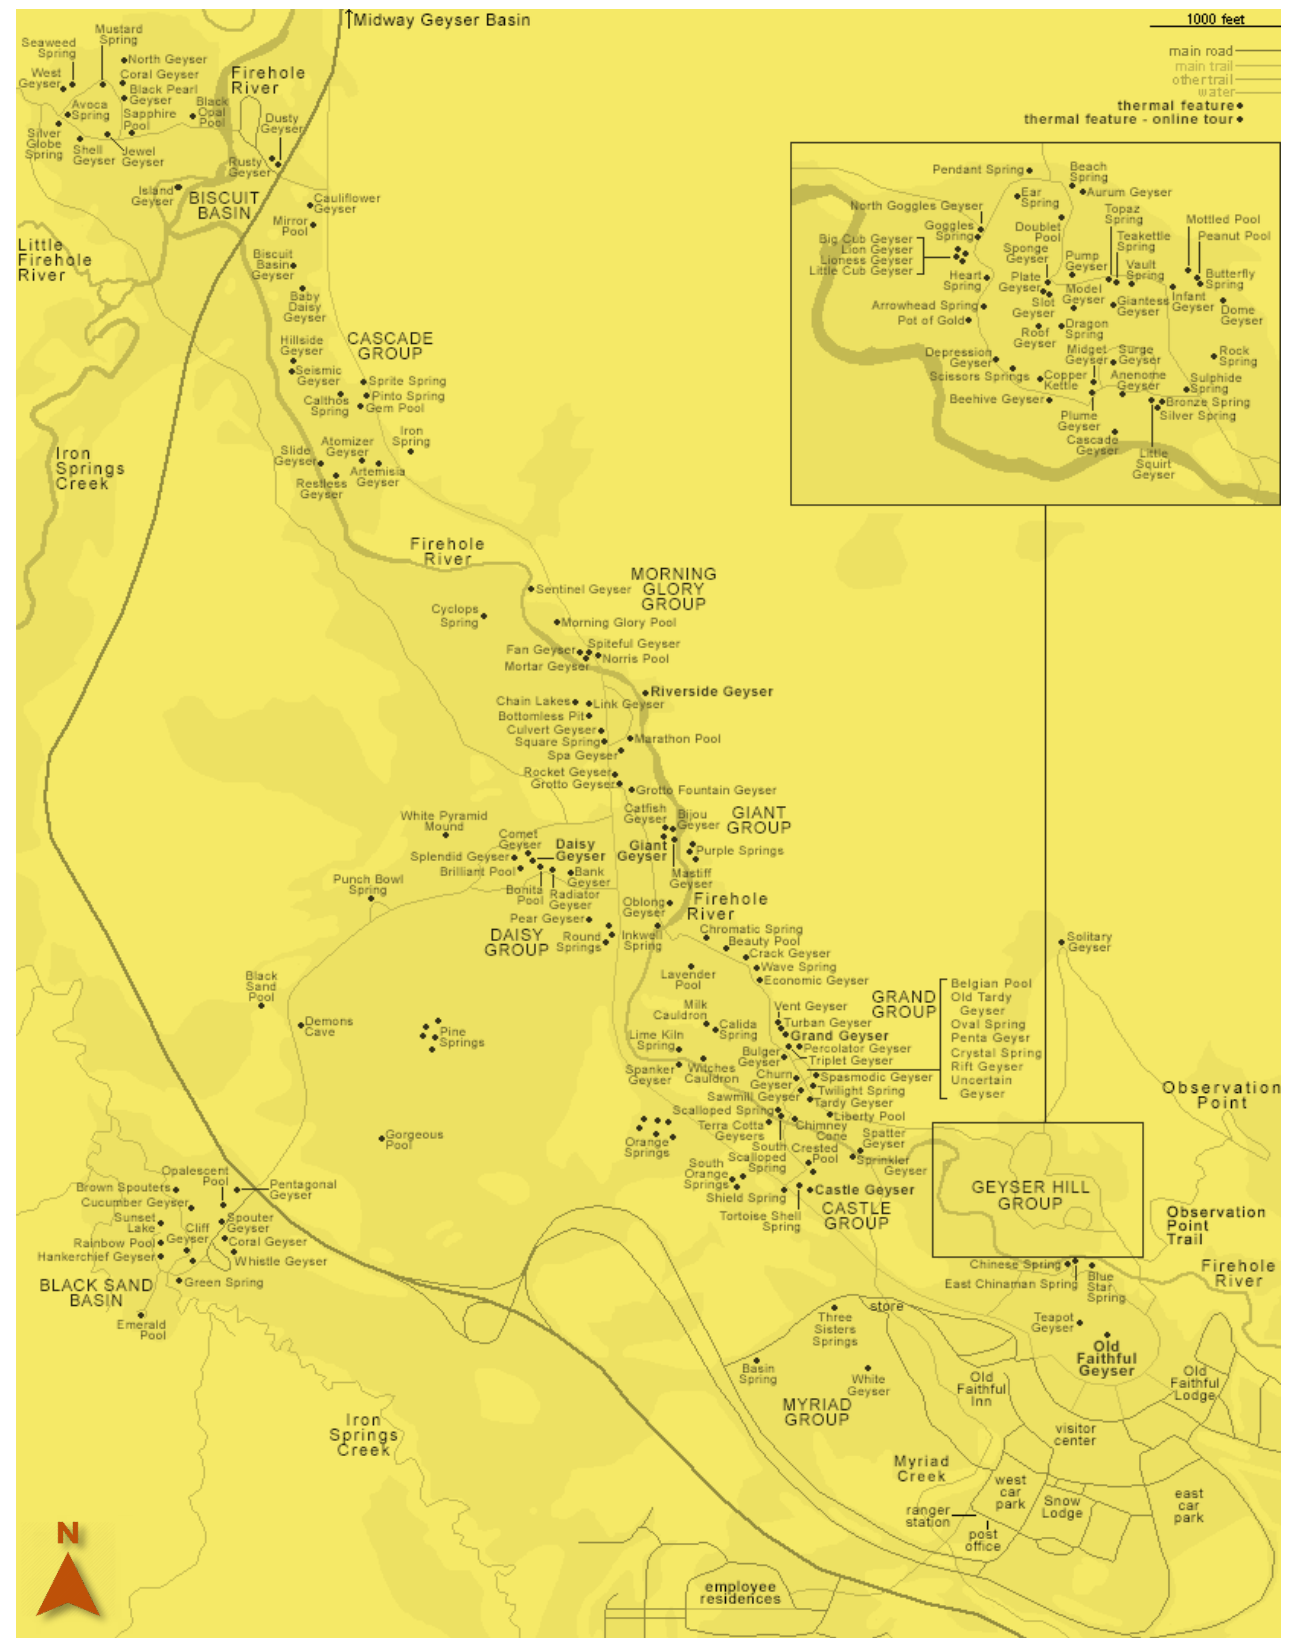 ↑Midway Geyser Basin
1000 feet
main road
main trail
other trail
water
thermal feature
thermal feature - online tour
Seaweed
Spring
Mustard
Spring
North Geyser
West
Geyser
Coral Geyser
Black Pearl
Geyser
Avoca
Spring
Sapphire
Pool
Black
Opal
Pool
Silver
Globe
Spring
Shell
Geyser
Jewel
Geyser
Firehole
River
Dusty
Geyser
Rusty
Geyser
Island
Geyser
BISCUIT
BASIN
Cauliflower
Geyser
Mirror
Pool
Little
Firehole
River
Biscuit
Basin
Geyser
Baby
Daisy
Geyser
CASCADE
GROUP
Hillside
Geyser
Seismic
Geyser
Sprite Spring
Pinto Spring
Gem Pool
Calthos
Spring
Iron
Spring
Atomizer
Geyser
Slide
Geyser
Artemisia
Geyser
Restless
Geyser
Iron
Springs
Creek
Pendant Spring
Beach
Spring
Aurum Geyser
Ear
Spring
North Goggles Geyser
Topaz
Spring
Mottled Pool
Goggles
Spring
Doublet
Pool
Teakettle
Spring
Peanut Pool
Big Cub Geyser
Lion Geyser
Lioness Geyser
Little Cub Geyser
Sponge
Geyser
Pump
Geyser
Vault
Spring
Heart
Spring
Plate
Geyser
Model
Geyser
Butterfly
Spring
Infant
Geyser
Giantess
Geyser
Dome
Geyser
Arrowhead Spring
Slot
Geyser
Pot of Gold
Roof
Geyser
Dragon
Spring
Depression
Geyser
Midget
Geyser
Surge
Geyser
Rock
Spring
Scissors Springs
Copper
Kettle
Anenome
Geyser
Sulphide
Spring
Beehive Geyser
Bronze Spring
Silver Spring
Plume
Geyser
Cascade
Geyser
Little
Squirt
Geyser
Firehole
River
MORNING
GLORY
GROUP
Sentinel Geyser
Cyclops
Spring
Morning Glory Pool
Spiteful Geyser
Fan Geyser
Norris Pool
Mortar Geyser
Riverside Geyser
Chain Lakes
Link Geyser
Bottomless Pit
Culvert Geyser
Square Spring
Marathon Pool
Spa Geyser
Rocket Geyser
Grotto Geyser
Grotto Fountain Geyser
Catfish
Geyser
Bijou
Geyser
GIANT
GROUP
White Pyramid
Mound
Comet
Geyser
Daisy
Geyser
Giant
Geyser
Purple Springs
Splendid Geyser
Brilliant Pool
Bank
Geyser
Mastiff
Geyser
Punch Bowl
Spring
Bonita
Pool
Radiator
Geyser
Oblong
Geyser
Firehole
River
Pear Geyser
DAISY
GROUP
Round
Springs
Inkwell
Spring
Chromatic Spring
Beauty Pool
Crack Geyser
Wave Spring
Economic Geyser
Solitary
Geyser
Lavender
Pool
Black
Sand
Pool
Demons
Cave
Pine
Springs
Milk
Cauldron
Calida
Spring
Vent Geyser
Turban Geyser
Grand Geyser
GRAND
GROUP
Belgian Pool
Old Tardy
Geyser
Oval Spring
Penta Geysr
Crystal Spring
Rift Geyser
Uncertain
Geyser
Lime Kiln
Spring
Percolator Geyser
Bulger
Geyser
Triplet Geyser
Spanker
Geyser
Witches
Cauldron
Churn
Geyser
Spasmodic Geyser
Twilight Spring
Sawmill Geyser
Tardy Geyser
Scalloped Spring
Liberty Pool
Terra Cotta
Geysers
Chimney
Cone
Spatter
Geyser
Orange
Springs
South
Scalloped
Spring
Crested
Pool
Sprinkler
Geyser
Gorgeous
Pool
South
Orange
Springs
Shield Spring
Castle Geyser
Tortoise Shell
Spring
CASTLE
GROUP
Observation
Point
GEYSER HILL
GROUP
Observation
Point
Trail
Firehole
River
Opalescent
Pool
Pentagonal
Geyser
Brown Spouters
Cucumber Geyser
Sunset
Lake
Cliff
Geyser
Spouter
Geyser
Rainbow Pool
Coral Geyser
Hankerchief Geyser
Whistle Geyser
BLACK SAND
BASIN
Green Spring
Emerald
Pool
Chinese Spring
East Chinaman Spring
Blue
Star
Spring
store
Three
Sisters
Springs
Teapot
Geyser
Old
Faithful
Geyser
Basin
Spring
White
Geyser
Old
Faithful
Inn
Old
Faithful
Lodge
MYRIAD
GROUP
visitor
center
Iron
Springs
Creek
Myriad
Creek
west
car
park
Snow
Lodge
east
car
park
ranger
station
post
office
N
employee
residences